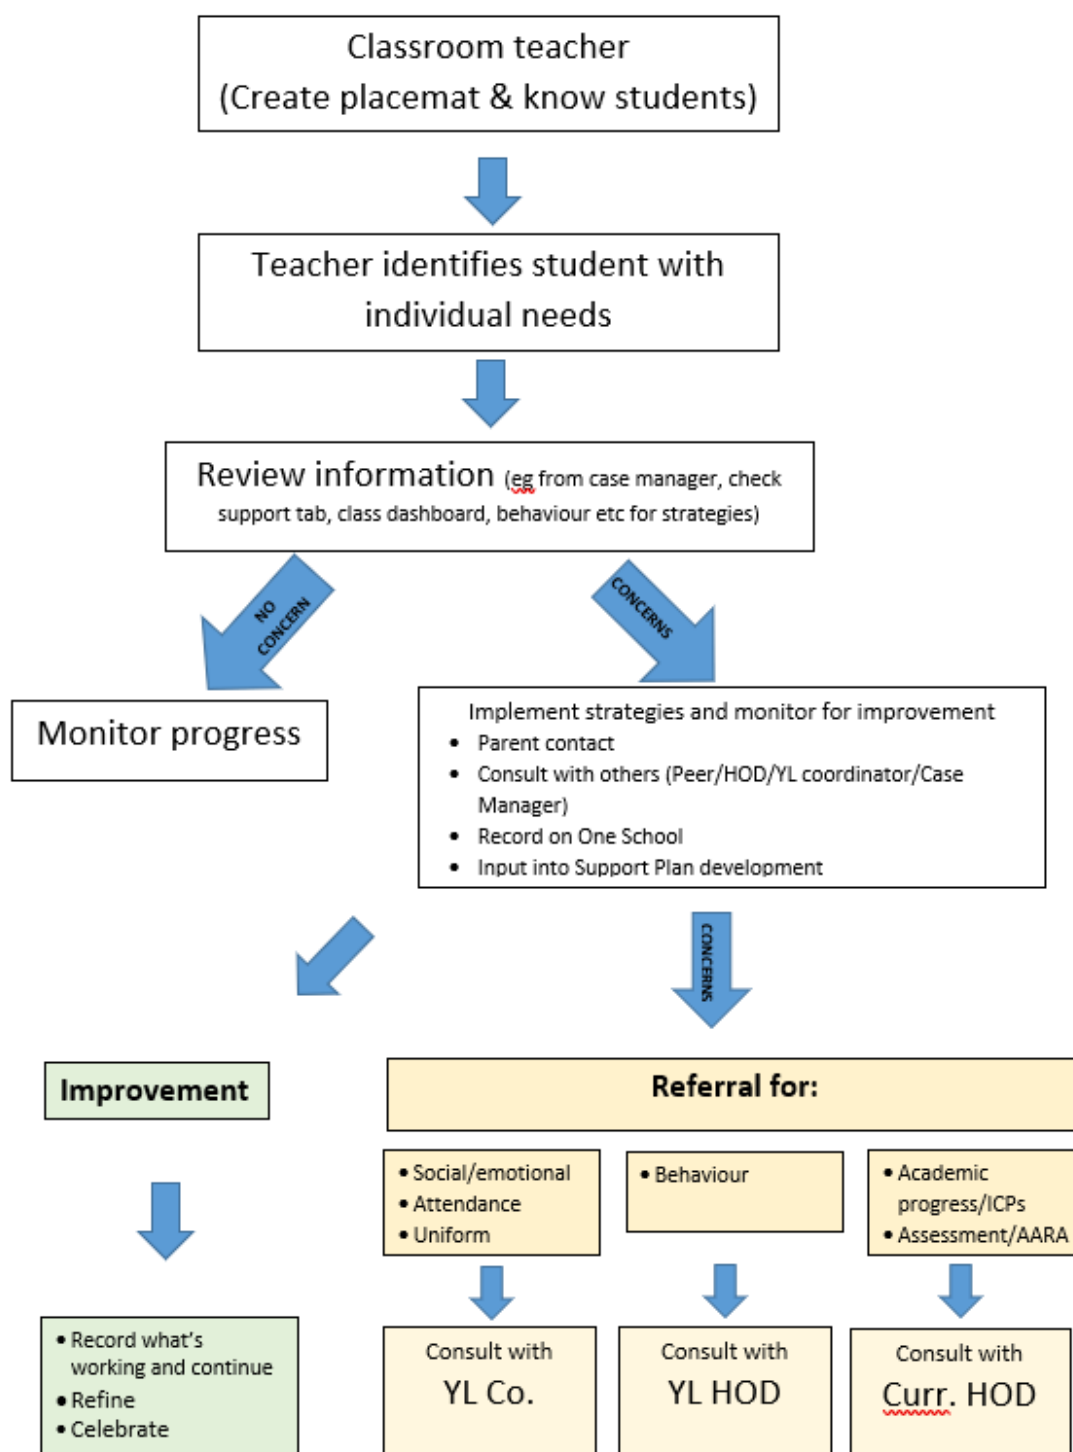 Classroom teacher
(Create placemat & know students)
Teacher identifies student with
individual needs
Review information (eg from case manager, check
support tab, class dashboard, behaviour etc for strategies)
NO
CONCERN
CONCERNS
Monitor progress
Implement strategies and monitor for improvement
• Parent contact
• Consult with others (Peer/HOD/YL coordinator/Case
Manager)
• Record on One School
• Input into Support Plan development
CONCERNS
Improvement
Referral for:
• Social/emotional
• Attendance
• Uniform
• Behaviour
• Academic
progress/ICPs
• Assessment/AARA
• Record what's
working and continue
• Refine
• Celebrate
Consult with
YL Co.
Consult with
YL HOD
Consult with
Curr. HOD